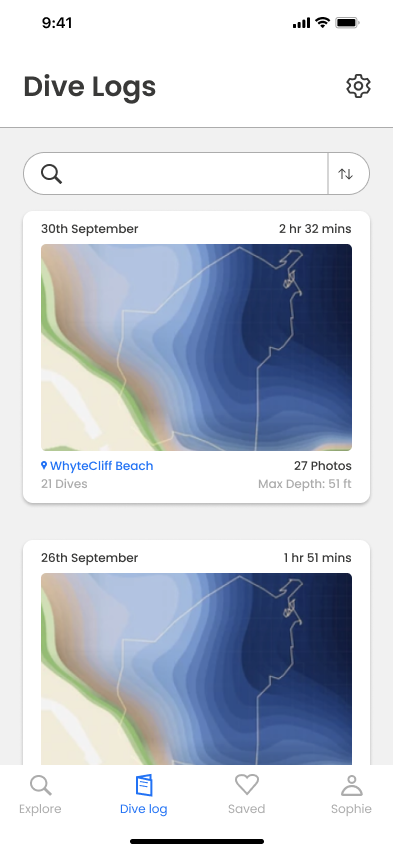 9:41
Dive Logs
30th September 2 hr 32 mins
WhyteCliff Beach 27 Photos
21 Dives Max Depth: 51 ft
26th September 1 hr 51 mins
Explore Dive log Saved Sophie